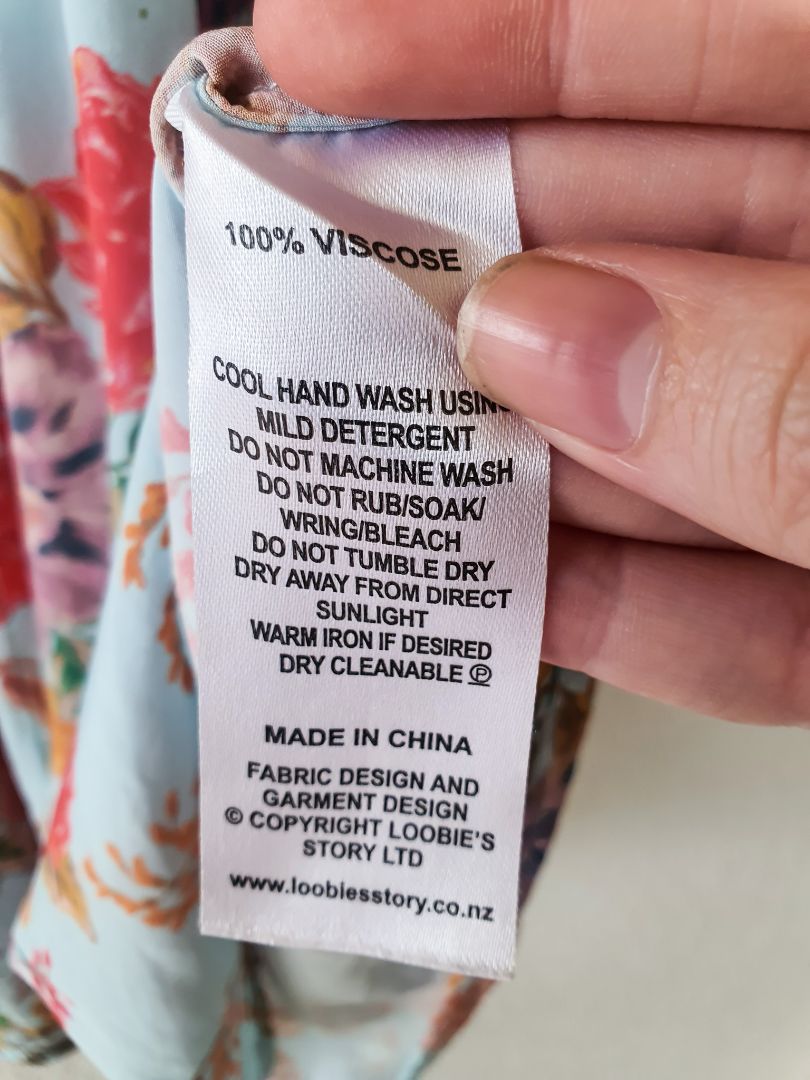 100% VISCOSE
COOL HAND WASH USING
MILD DETERGENT
DO NOT MACHINE WASH
DO NOT RUB/SOAK/
WRING/BLEACH
DO NOT TUMBLE DRY
DRY AWAY FROM DIRECT
SUNLIGHT
WARM IRON IF DESIRED
DRY CLEANABLE Ⓟ
MADE IN CHINA
FABRIC DESIGN AND
GARMENT DESIGN
© COPYRIGHT LOOBIE'S
STORY LTD
www.loobiesstory.co.nz